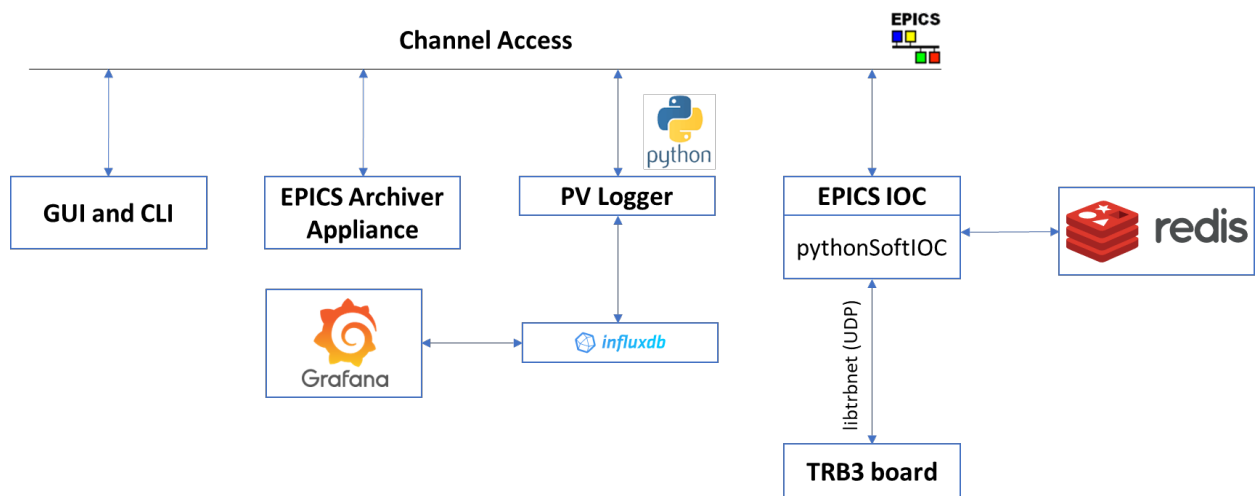 EPICS
Channel Access
python
GUI and CLI
EPICS Archiver
Appliance
PV Logger
EPICS IOC
pythonSoftIOC
redis
influxdb
Grafana
libtrbnet (UDP)
TRB3 board